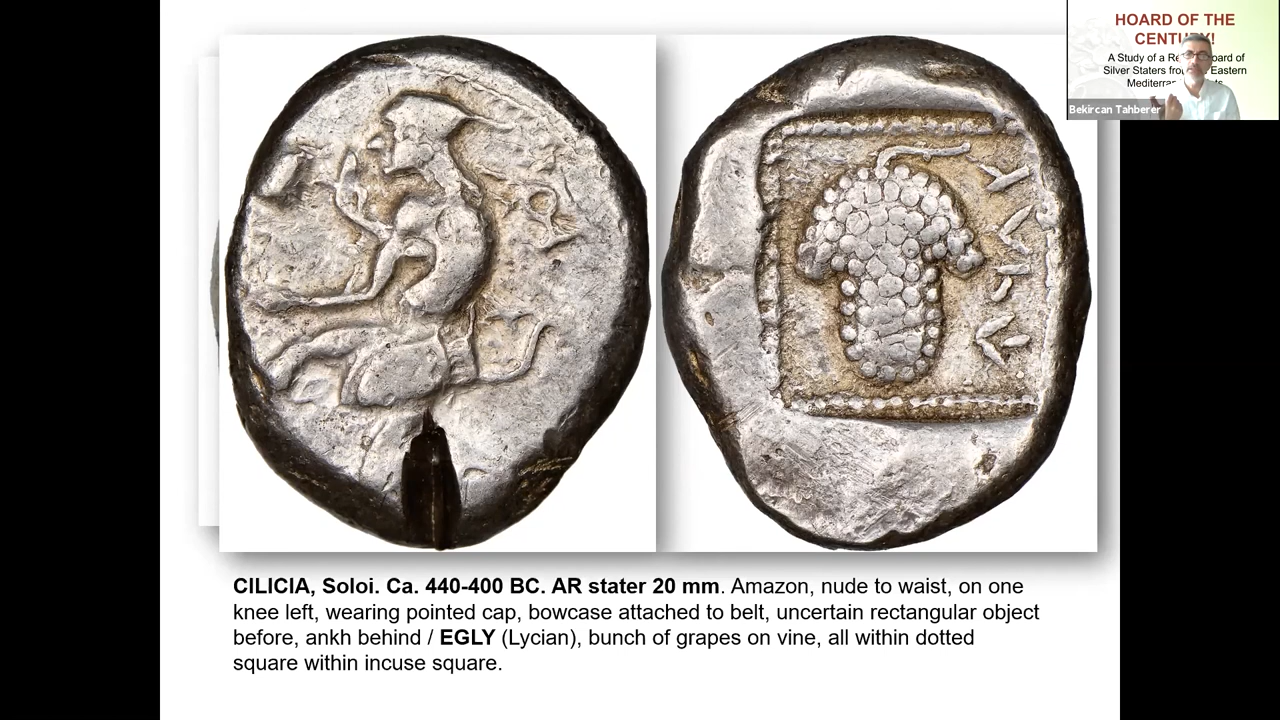 HOARD OF THE
CENTURY!
A Study of a
Silver Staters
Eastern
Bekircan Tahberer
CILICIA, Soloi. Ca. 440-400 BC. AR stater 20 mm. Amazon, nude to waist, on one
knee left, wearing pointed cap, bowcase attached to belt, uncertain rectangular object
before, ankh behind / EGLY (Lycian), bunch of grapes on vine, all within dotted
square within incuse square.